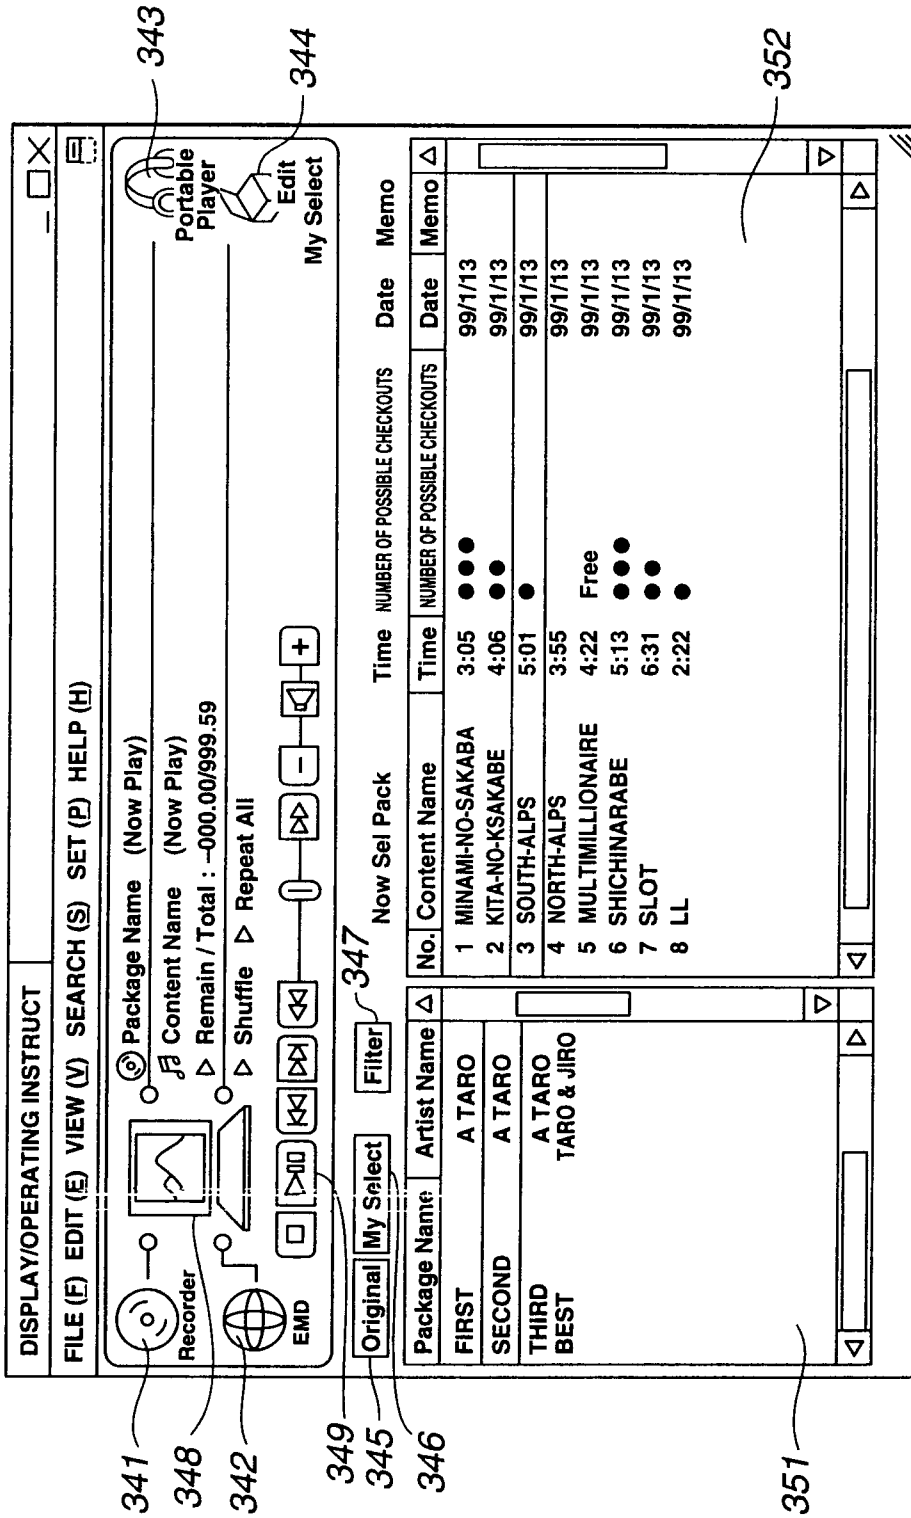 DISPLAY/OPERATING INSTRUCT
FILE (F) EDIT (E) VIEW (V) SEARCH (S) SET (P) HELP (H)
341
348
342
349
345
346
351
343
344
347
352
Recorder
EMD
Package Name (Now Play)
Content Name (Now Play)
Remain / Total : –000.00/999.59
Shuffle ▷ Repeat All
Portable
Player
Edit
My Select
Original My Select Filter
Now Sel Pack Time NUMBER OF POSSIBLE CHECKOUTS Date Memo
Package Name Artist Name
FIRST A TARO
SECOND A TARO
THIRD A TARO
BEST TARO & JIRO
No. Content Name Time NUMBER OF POSSIBLE CHECKOUTS Date Memo
1 MINAMI-NO-SAKABA 3:05 ●●● 99/1/13
2 KITA-NO-KSAKABE 4:06 ●● 99/1/13
3 SOUTH-ALPS 5:01 ● 99/1/13
4 NORTH-ALPS 3:55 99/1/13
5 MULTIMILLIONAIRE 4:22 Free 99/1/13
6 SHICHINARABE 5:13 ●●● 99/1/13
7 SLOT 6:31 ●● 99/1/13
8 LL 2:22 ● 99/1/13